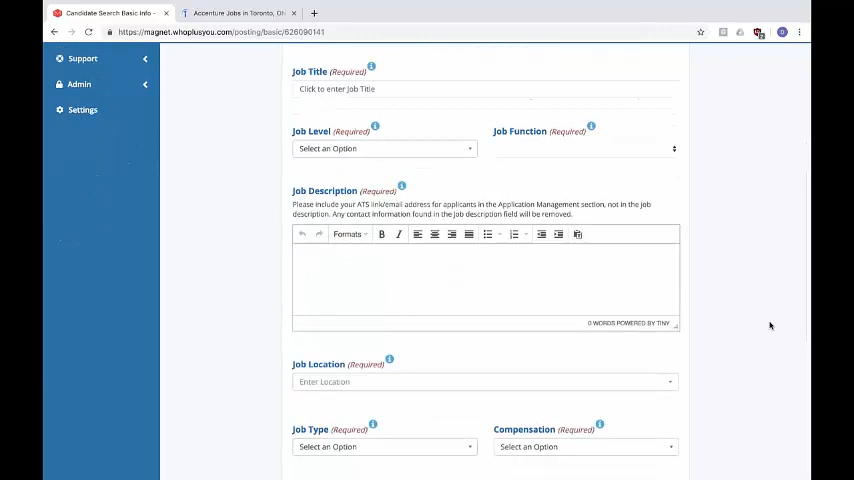 Candidate Search Basic Info -
Accenture Jobs in Toronto, ON
https://magnet.whoplusyou.com/posting/basic/626090141
Support
Admin
Settings
Job Title (Required)
Click to enter Job Title
Job Level (Required) Job Function (Required)
Select an Option
Job Description (Required)
Please include your ATS link/email address for applicants in the Application Management section, not in the job
description. Any contact information found in the job description field will be removed.
Formats B I
0 WORDS POWERED BY TINY
Job Location (Required)
Enter Location
Job Type (Required) Compensation (Required)
Select an Option Select an Option